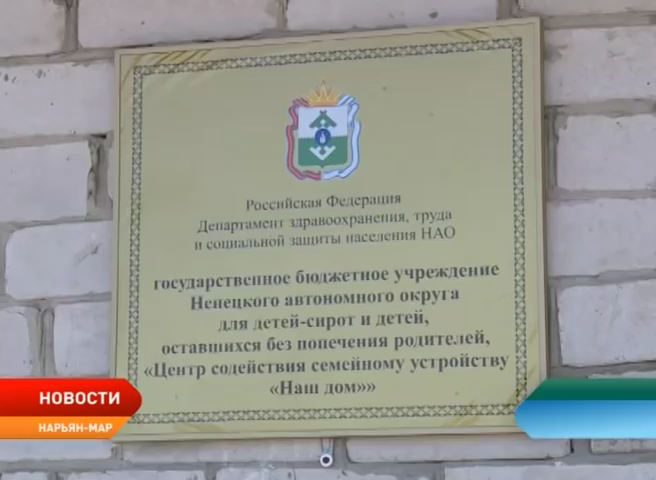 Российская Федерация
Департамент здравоохранения, труда
и социальной защиты населения НАО
государственное бюджетное учреждение
Ненецкого автономного округа
для детей-сирот и детей,
оставшихся без попечения родителей,
«Центр содействия семейному устройству
«Наш дом»»
НОВОСТИ
НАРЬЯН-МАР